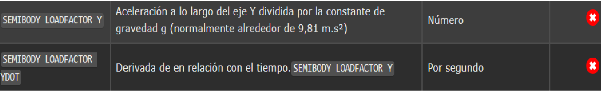 SEMIBODY LOADFACTOR Y
Aceleración a lo largo del eje Y dividida por la constante de
gravedad g (normalmente alrededor de 9,81 m.s²)
Número
SEMIBODY LOADFACTOR
YDOT
Derivada de en relación con el tiempo. SEMIBODY LOADFACTOR Y
Por segundo